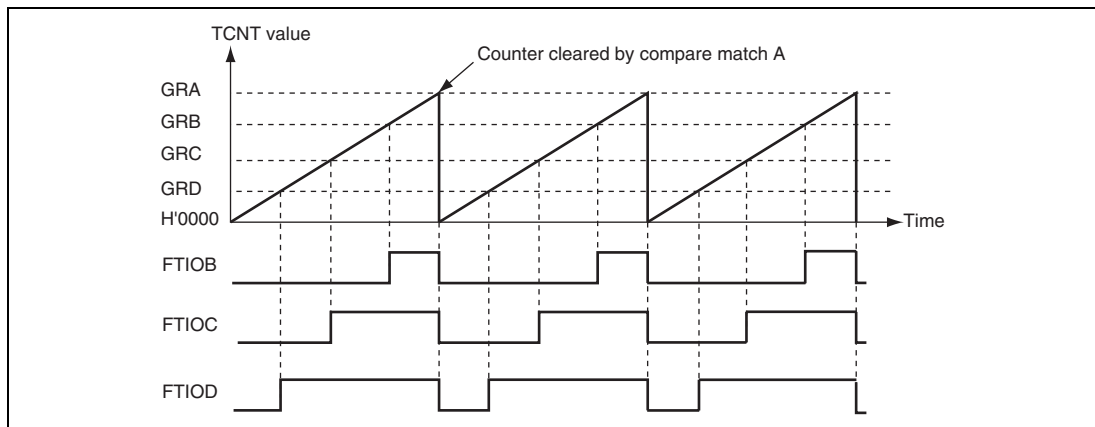 TCNT value
Counter cleared by compare match A
GRA
GRB
GRC
GRD
H'0000
Time
FTIOB
FTIOC
FTIOD